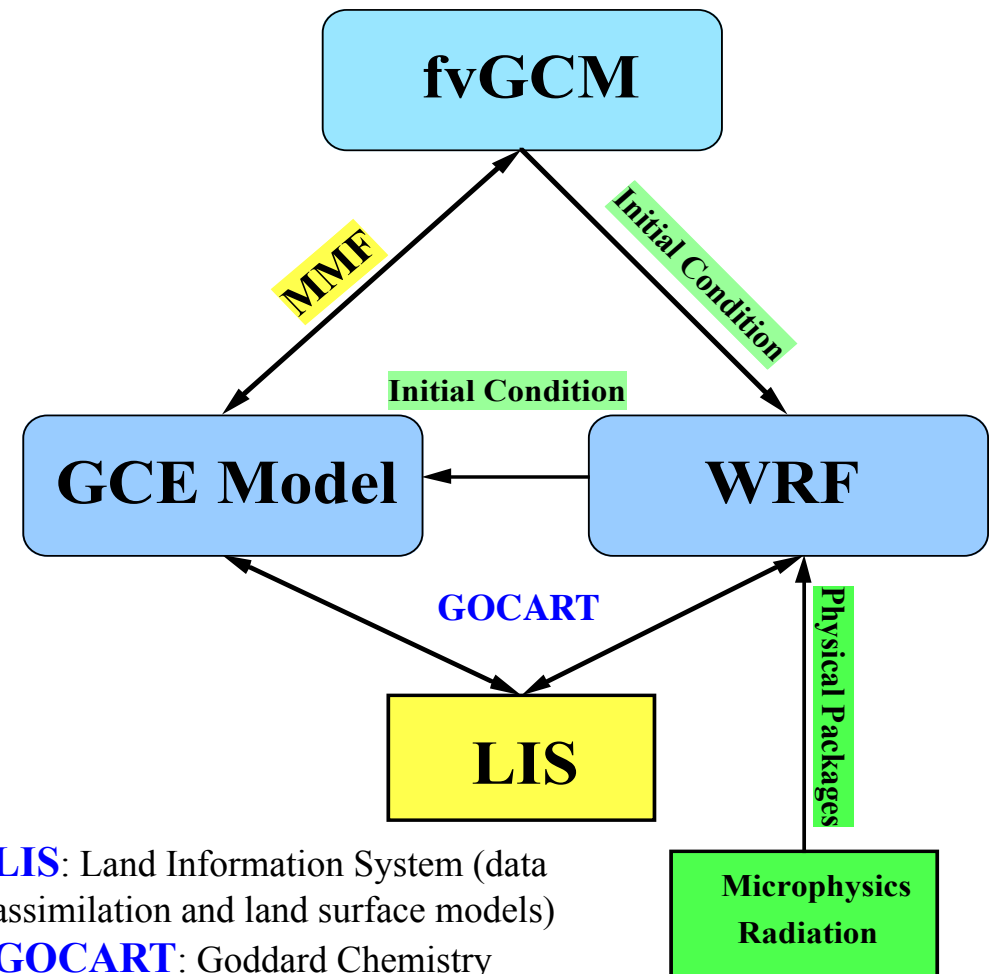 fvGCM
MMF
Initial Condition
Initial Condition
GCE Model
WRF
GOCART
Physical Packages
LIS
LIS: Land Information System (data
assimilation and land surface models)
GOCART: Goddard Chemistry
Microphysics
Radiation